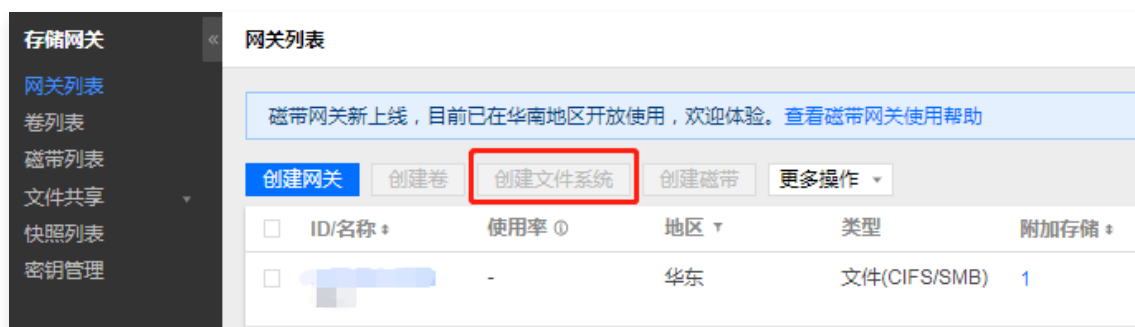 存储网关
«
网关列表
网关列表
卷列表
磁带列表
文件共享
快照列表
密钥管理
磁带网关新上线，目前已在华南地区开放使用，欢迎体验。查看磁带网关使用帮助
创建网关 创建卷 创建文件系统 创建磁带 更多操作
ID/名称 使用率 地区 类型 附加存储
- 华东 文件(CIFS/SMB) 1